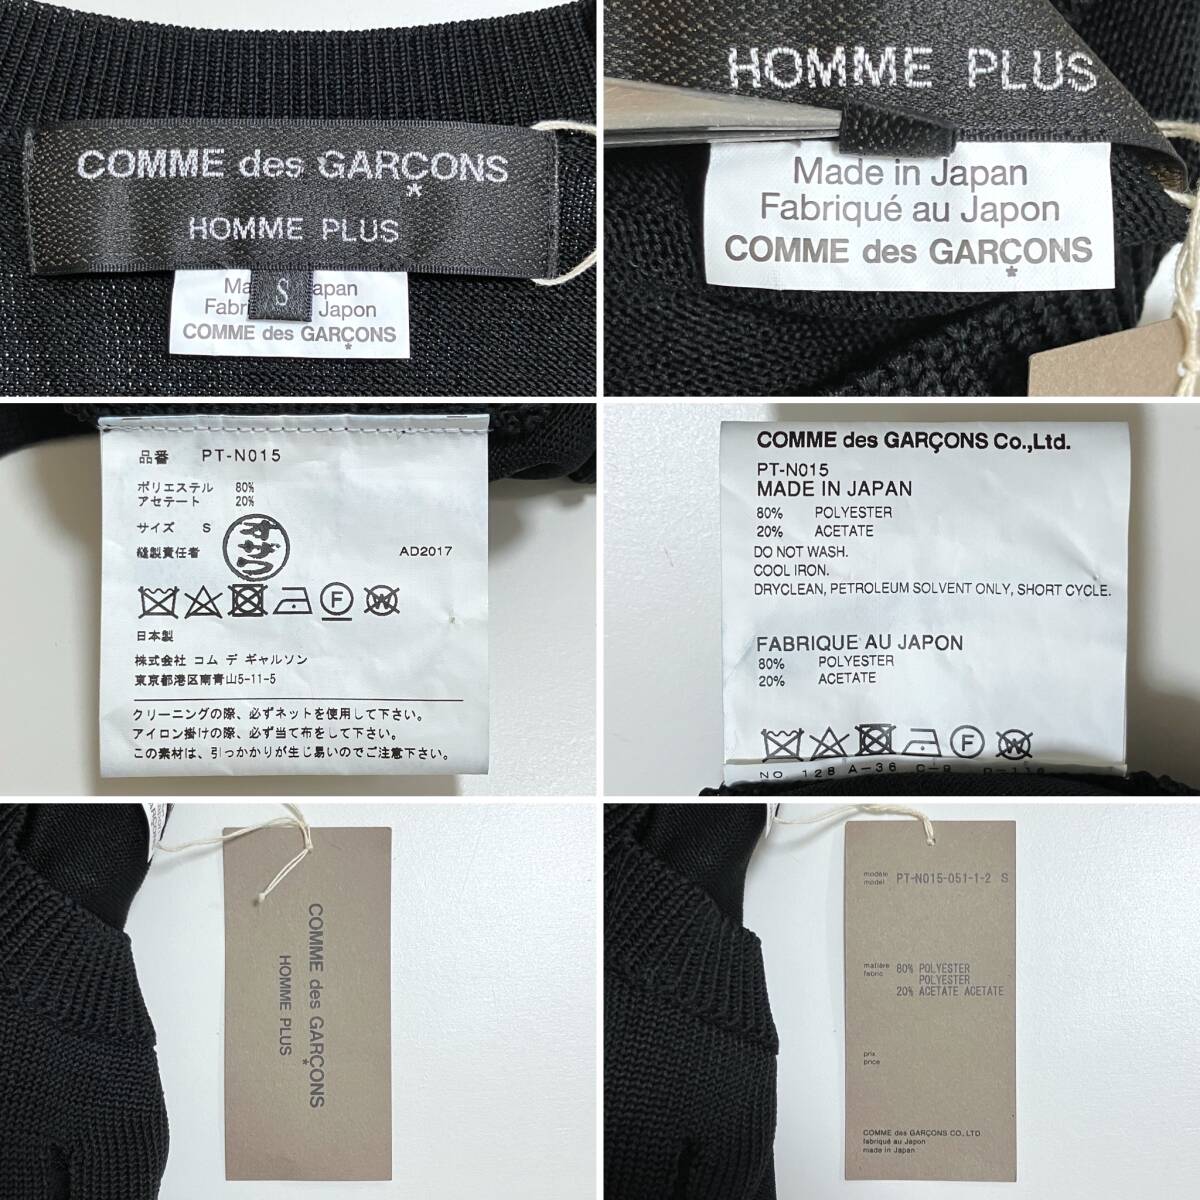 COMME des GARÇONS
HOMME PLUS
S
apan
Japon
COMME des GARÇONS
HOMME PLUS
Made in Japan
Fabriqué au Japon
COMME des GARÇONS
品番 PT-N015
ポリエステル 80%
アセテート 20%
サイズ S
縫製責任者 AD2017
F W
日本製
株式会社 コム デ ギャルソン
東京都港区南青山5-11-5
クリーニングの際、必ずネットを使用して下さい。
アイロン掛けの際、必ず当て布をして下さい。
この素材は、引っかかりが生じ易いのでご注意下さい。
COMME des GARÇONS Co.,Ltd.
PT-N015
MADE IN JAPAN
80% POLYESTER
20% ACETATE
DO NOT WASH.
COOL IRON.
DRYCLEAN, PETROLEUM SOLVENT ONLY, SHORT CYCLE.
FABRIQUE AU JAPON
80% POLYESTER
20% ACETATE
F W
NO. 128 A-36
COMME des GARÇONS
HOMME PLUS
modèle
model PT-N015-051-1-2 S
matière
fabric 80% POLYESTER
POLYESTER
20% ACETATE ACETATE
prix
price
COMME des GARÇONS CO., LTD
fabriqué au Japon
made in Japan